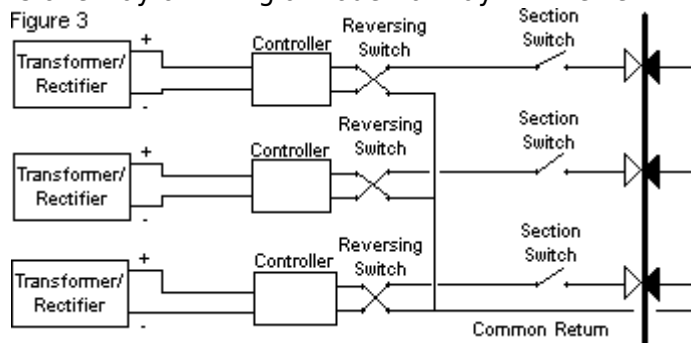 Figure 3
Transformer/
Rectifier
+
-
Controller
Reversing
Switch
Section
Switch
Transformer/
Rectifier
+
-
Controller
Reversing
Switch
Section
Switch
Transformer/
Rectifier
+
-
Controller
Reversing
Switch
Section
Switch
Common Return